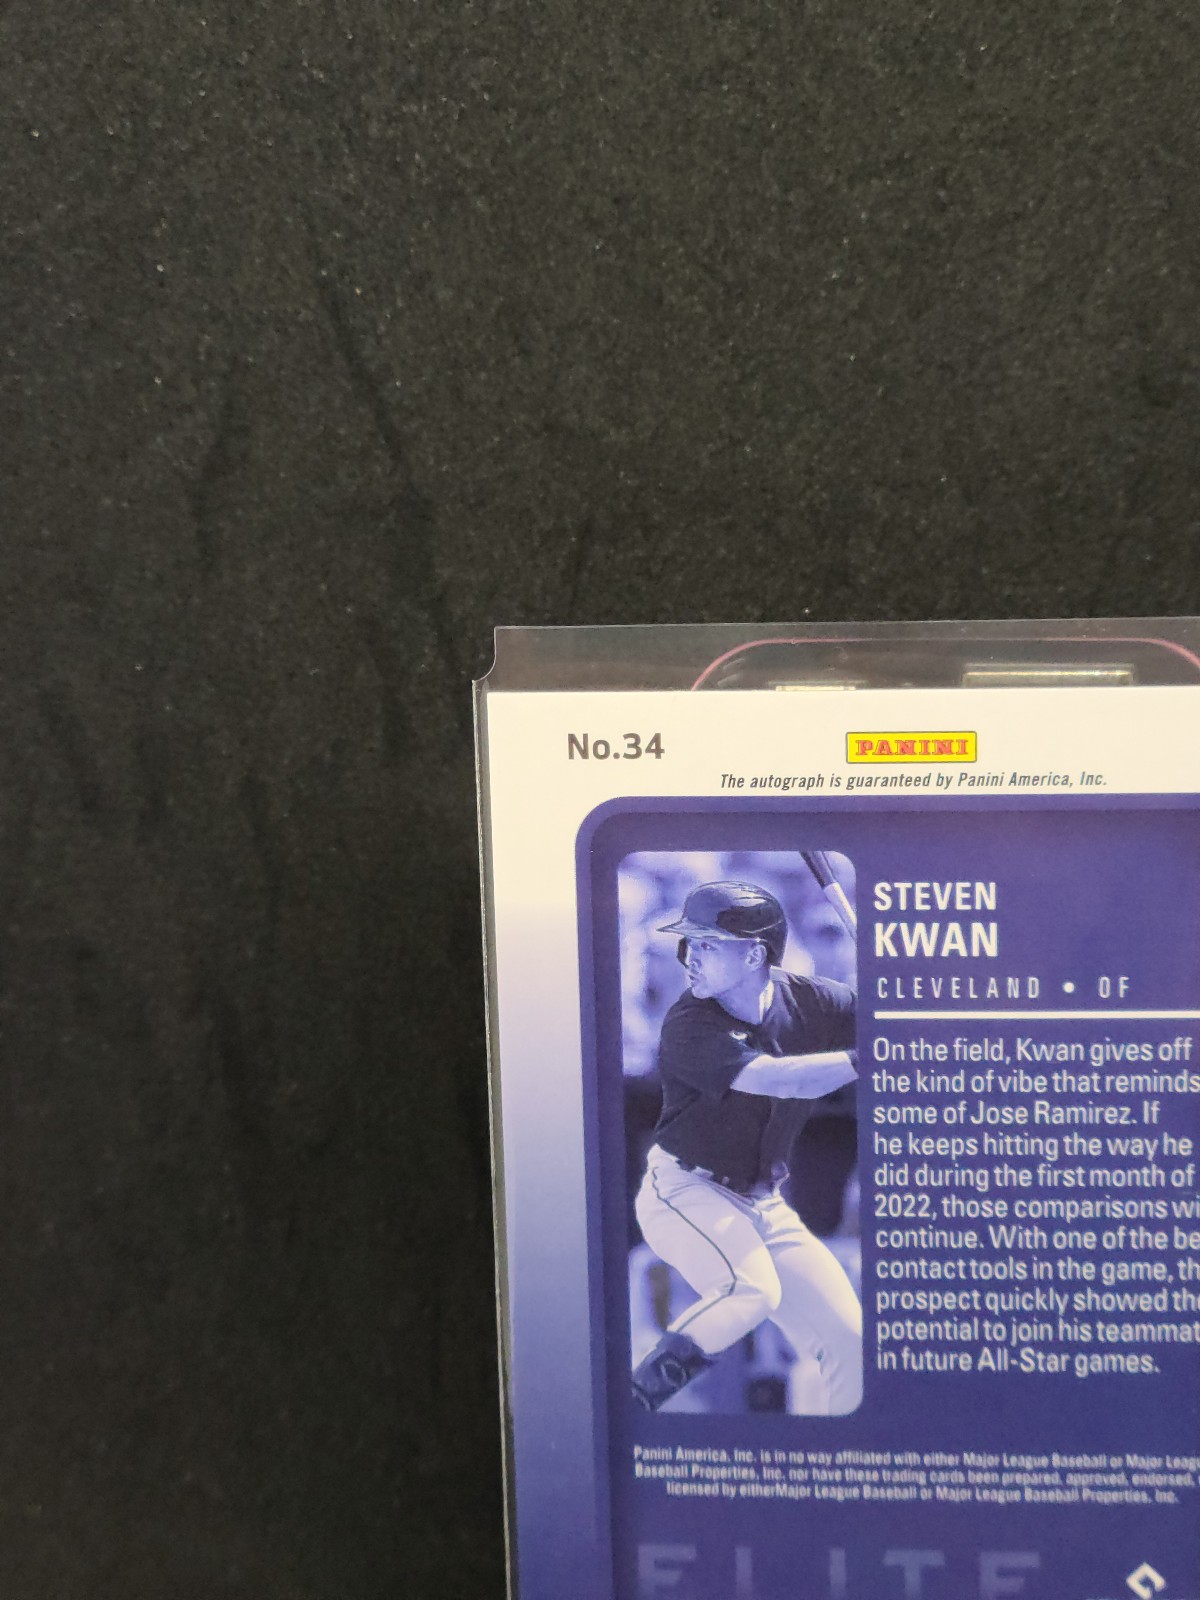 No.34
PANINI
The autograph is guaranteed by Panini America, Inc.
STEVEN
KWAN
CLEVELAND • OF
On the field, Kwan gives off
the kind of vibe that reminds
some of Jose Ramirez. If
he keeps hitting the way he
did during the first month of
2022, those comparisons
continue. With one of the
contact tools in the game,
prospect quickly showed
potential to join his
in future All-Star games.
Panini America, Inc. is in no way affiliated with either Major League Baseball or Major
Baseball Properties, Inc. nor have these trading cards been prepared, approved, endorsed,
licensed by eitherMajor League Baseball or Major League Baseball Properties, Inc.
ELITE